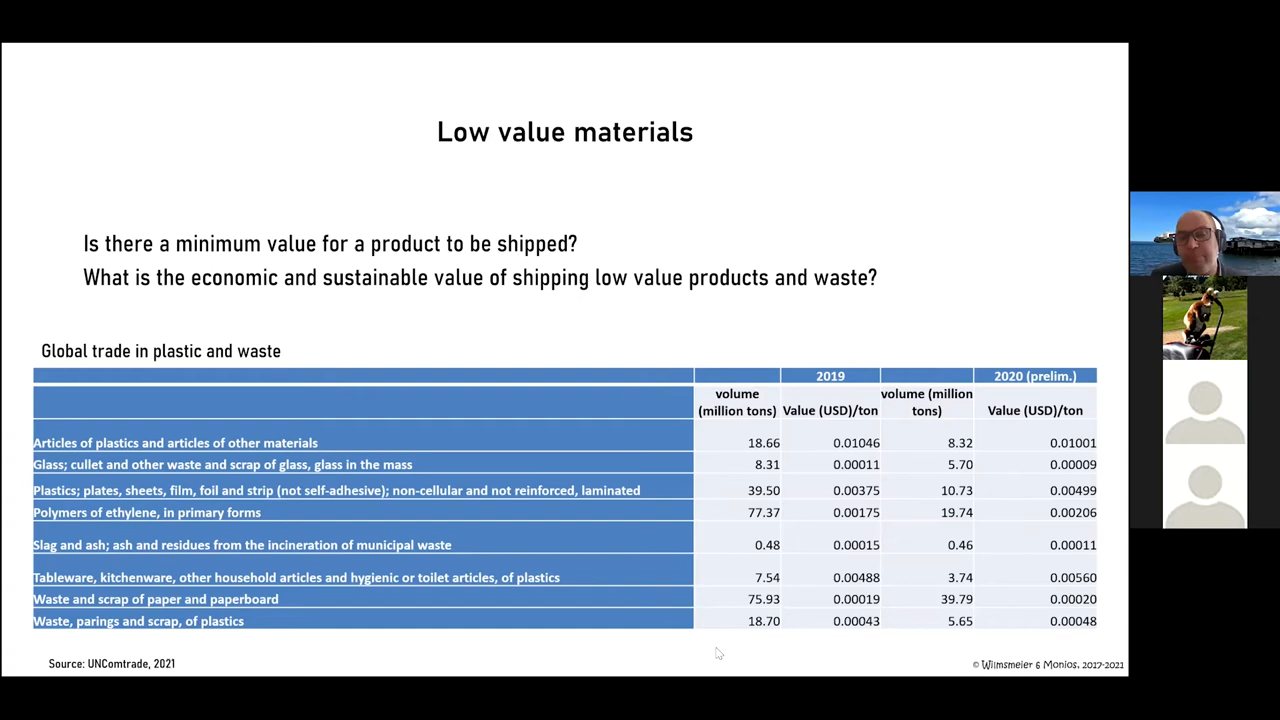 Low value materials
Is there a minimum value for a product to be shipped?
What is the economic and sustainable value of shipping low value products and waste?
Global trade in plastic and waste
2019 2020 (prelim.)
volume (million tons) Value (USD)/ton volume (million tons) Value (USD)/ton
Articles of plastics and articles of other materials 18.66 0.01046 8.32 0.01001
Glass; cullet and other waste and scrap of glass, glass in the mass 8.31 0.00011 5.70 0.00009
Plastics; plates, sheets, film, foil and strip (not self-adhesive); non-cellular and not reinforced, laminated 39.50 0.00375 10.73 0.00499
Polymers of ethylene, in primary forms 77.37 0.00175 19.74 0.00206
Slag and ash; ash and residues from the incineration of municipal waste 0.48 0.00015 0.46 0.00011
Tableware, kitchenware, other household articles and hygienic or toilet articles, of plastics 7.54 0.00488 3.74 0.00560
Waste and scrap of paper and paperboard 75.93 0.00019 39.79 0.00020
Waste, parings and scrap, of plastics 18.70 0.00043 5.65 0.00048
Source: UNComtrade, 2021
© Wilmsmeier & Monios, 2017-2021